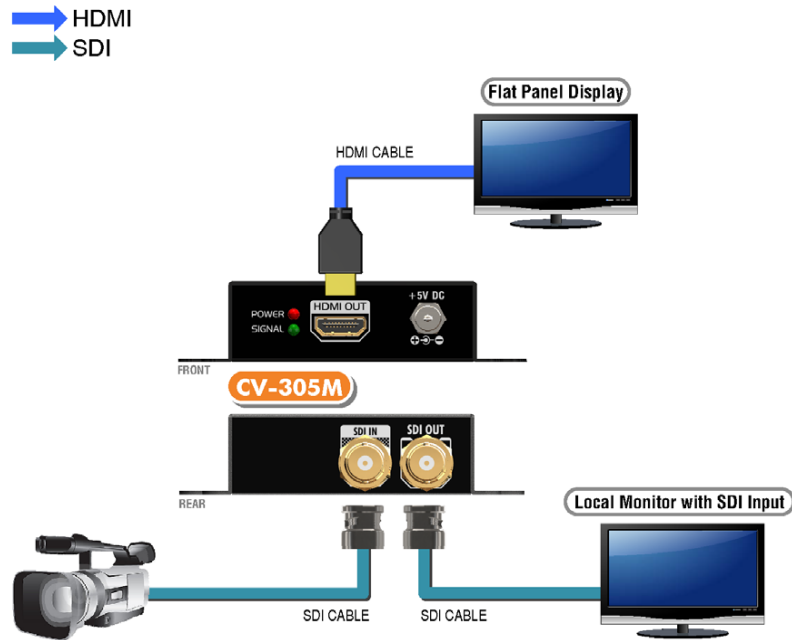 HDMI
SDI
Flat Panel Display
HDMI CABLE
HDMI OUT
+5V DC
POWER
SIGNAL
FRONT
CV-305M
SDI IN
SDI OUT
REAR
Local Monitor with SDI Input
SDI CABLE
SDI CABLE